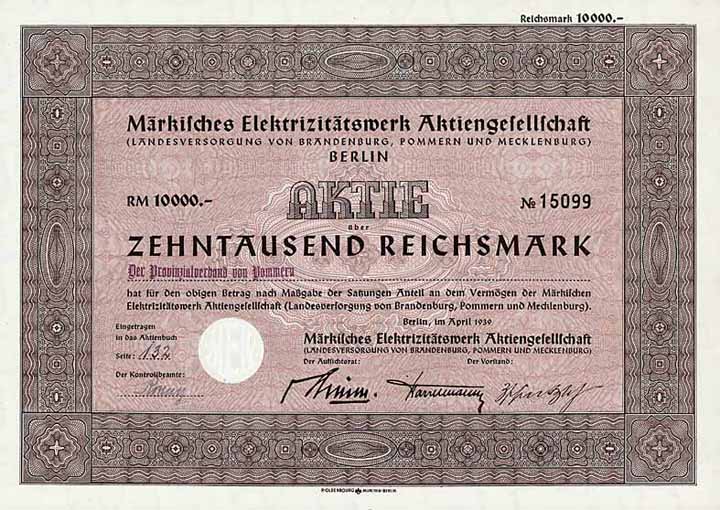 Reichsmark 10000.-
Märkisches Elektrizitätswerk Aktiengesellschaft
(LANDESVERSORGUNG VON BRANDENBURG, POMMERN UND MECKLENBURG)
BERLIN
RM 10000.- AKTIE № 15099
über
ZEHNTAUSEND REICHSMARK
Der Provinzialverband von Pommern
hat für den obigen Betrag nach Maßgabe der Satzungen Anteil an dem Vermögen der Märkischen
Elektrizitätswerk Aktiengesellschaft (Landesversorgung von Brandenburg, Pommern und Mecklenburg).
Berlin, im April 1939
Eingetragen
in das Aktienbuch
Seite:
Der Kontrollbeamte:
Märkisches Elektrizitätswerk Aktiengesellschaft
(LANDESVERSORGUNG VON BRANDENBURG, POMMERN UND MECKLENBURG)
Der Aufsichtsrat: Der Vorstand:
R·OLDENBOURG MÜNCHEN-BERLIN